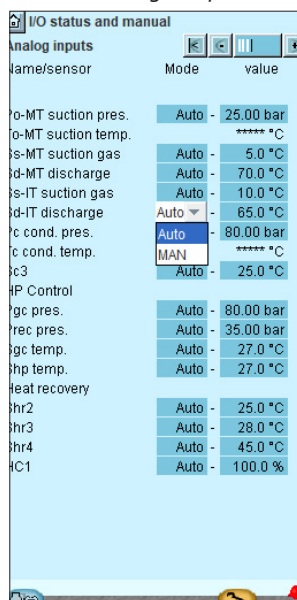 I/O status and manual
Analog inputs
Name/sensor Mode value
Po-MT suction pres. Auto - 25.00 bar
To-MT suction temp. ***** °C
Ss-MT suction gas Auto - 5.0 °C
Sd-MT discharge Auto - 70.0 °C
Ss-IT suction gas Auto - 10.0 °C
Sd-IT discharge Auto - 65.0 °C
Pc cond. pres. Auto - 80.00 bar
Tc cond. temp. MAN ***** °C
Sc3 Auto - 25.0 °C
HP Control
Pgc pres. Auto - 80.00 bar
Prec pres. Auto - 35.00 bar
Sgc temp. Auto - 27.0 °C
Shp temp. Auto - 27.0 °C
Heat recovery
Shr2 Auto - 25.0 °C
Shr3 Auto - 28.0 °C
Shr4 Auto - 45.0 °C
HC1 Auto - 100.0 %